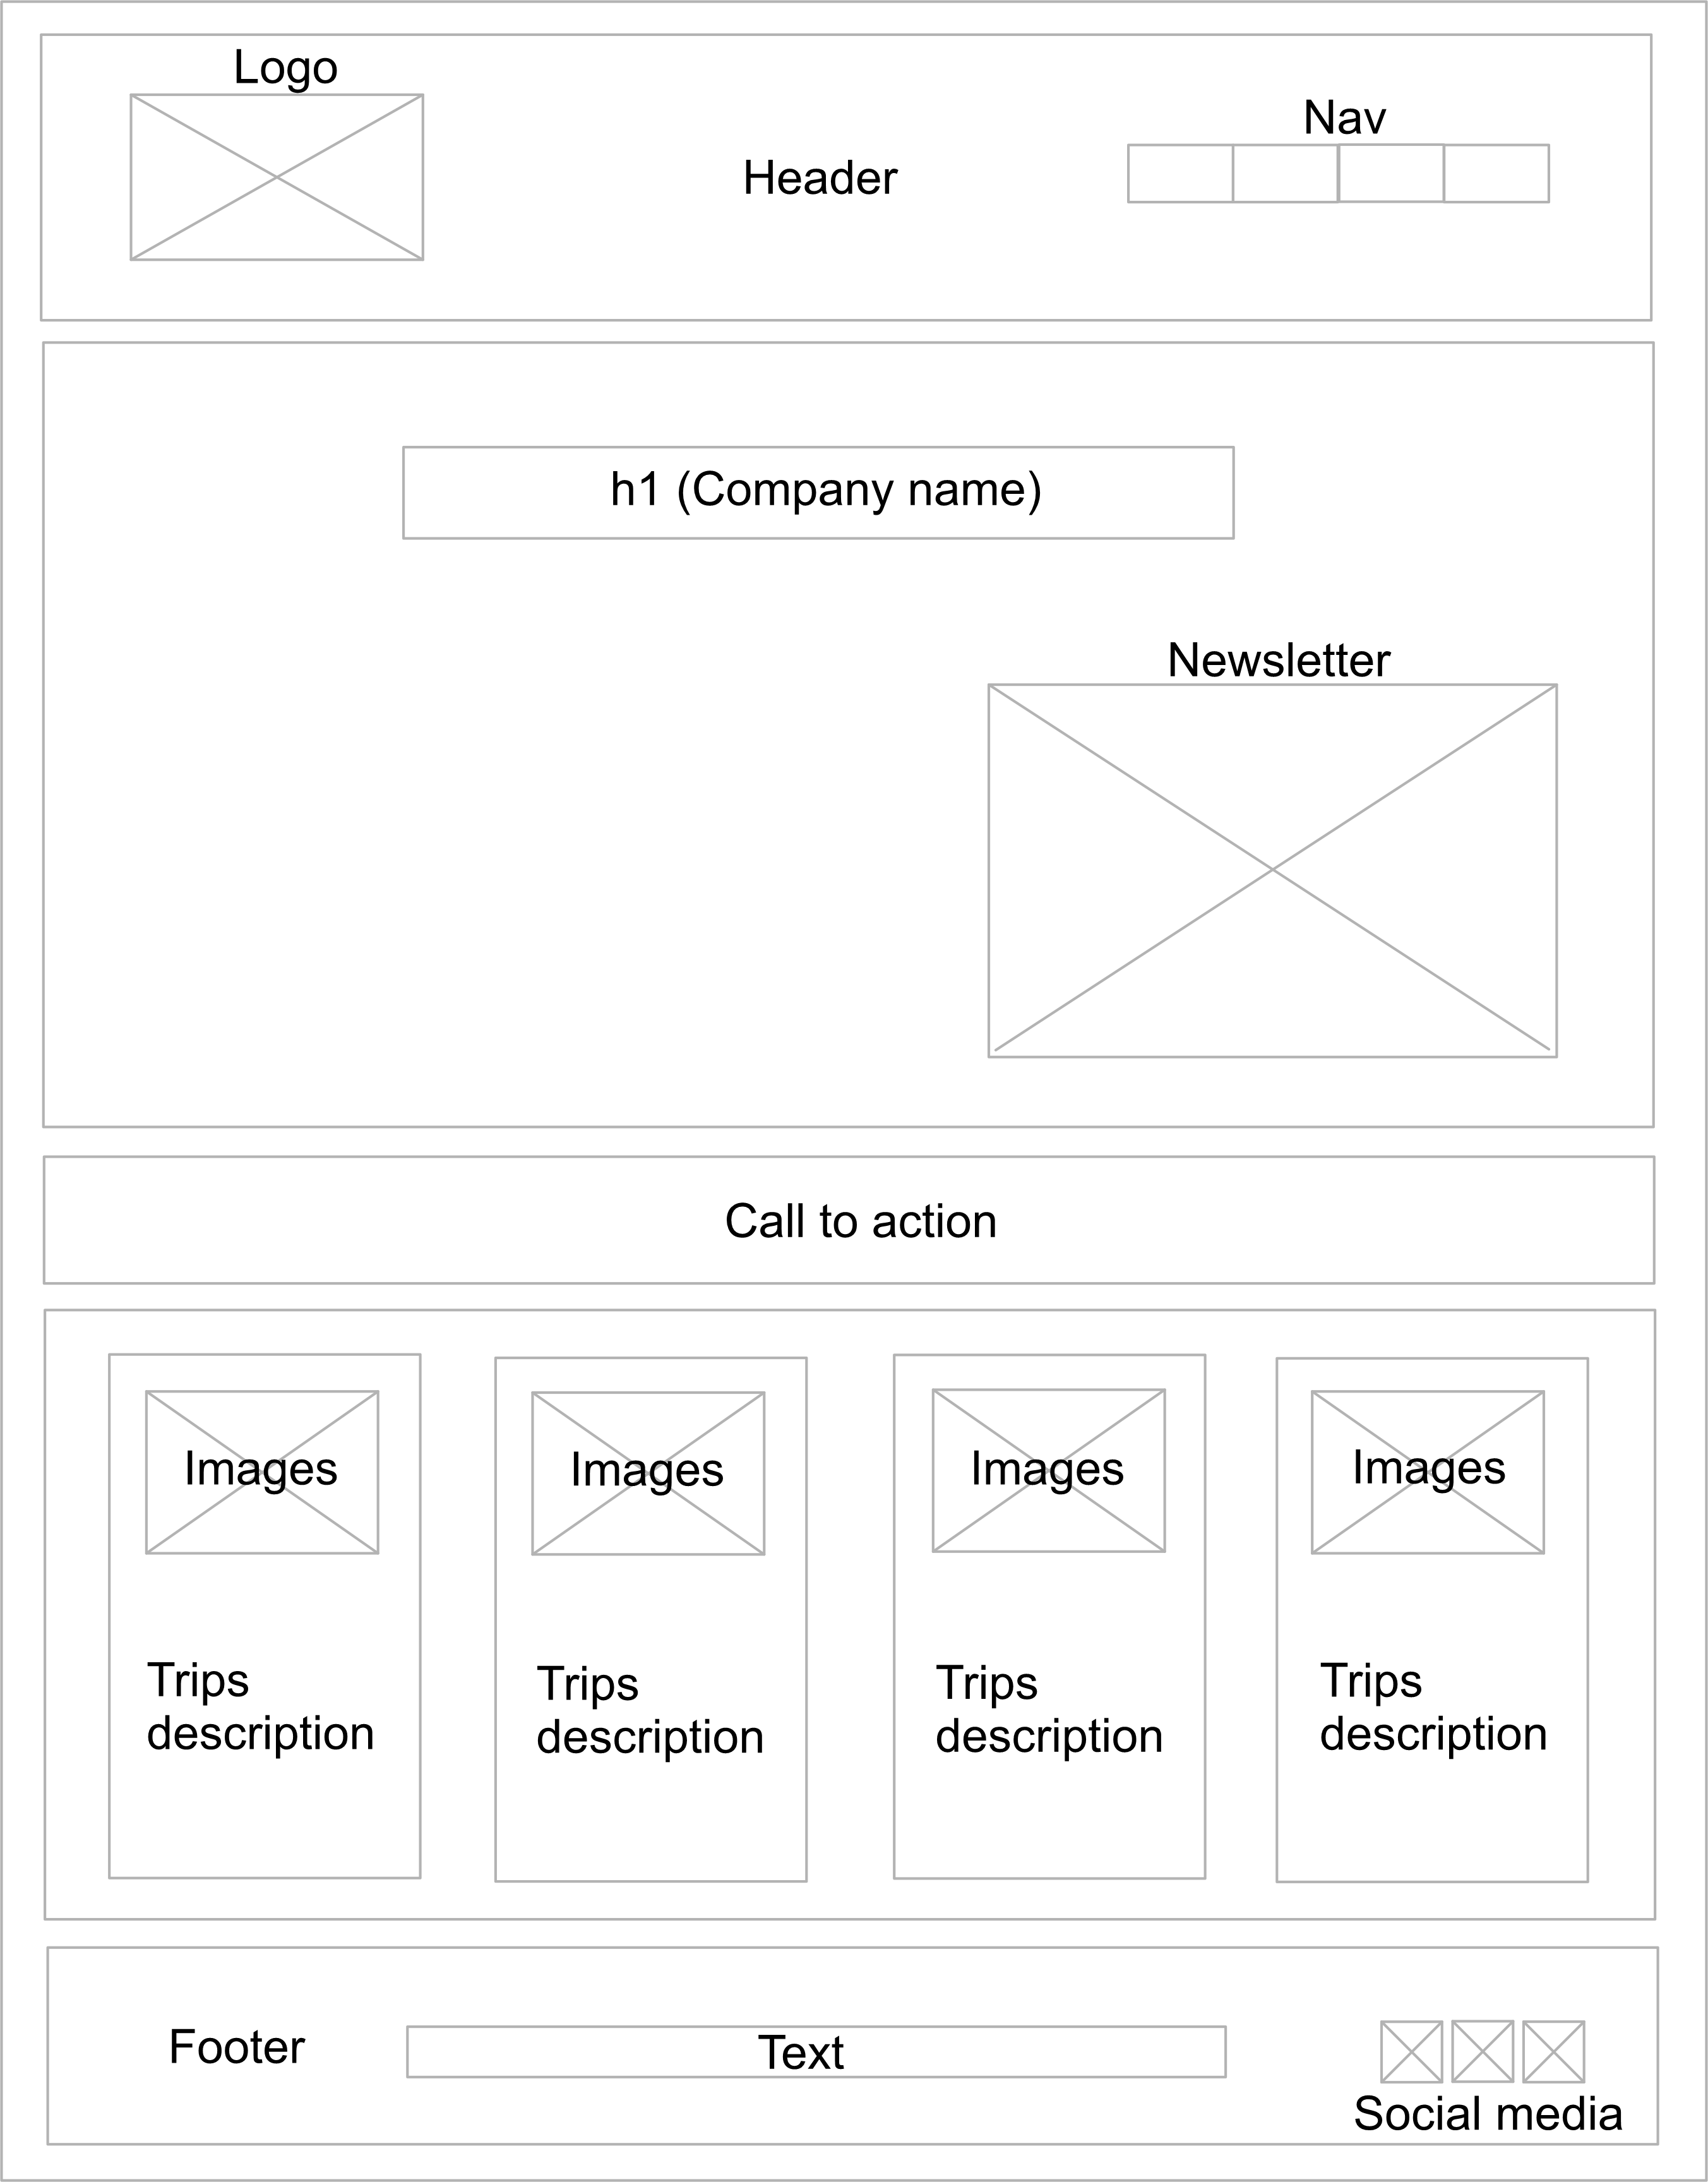 Logo
Nav
Header
h1 (Company name)
Newsletter
Call to action
Images
Images
Images
Images
Trips
description
Trips
description
Trips
description
Trips
description
Footer
Text
Social media